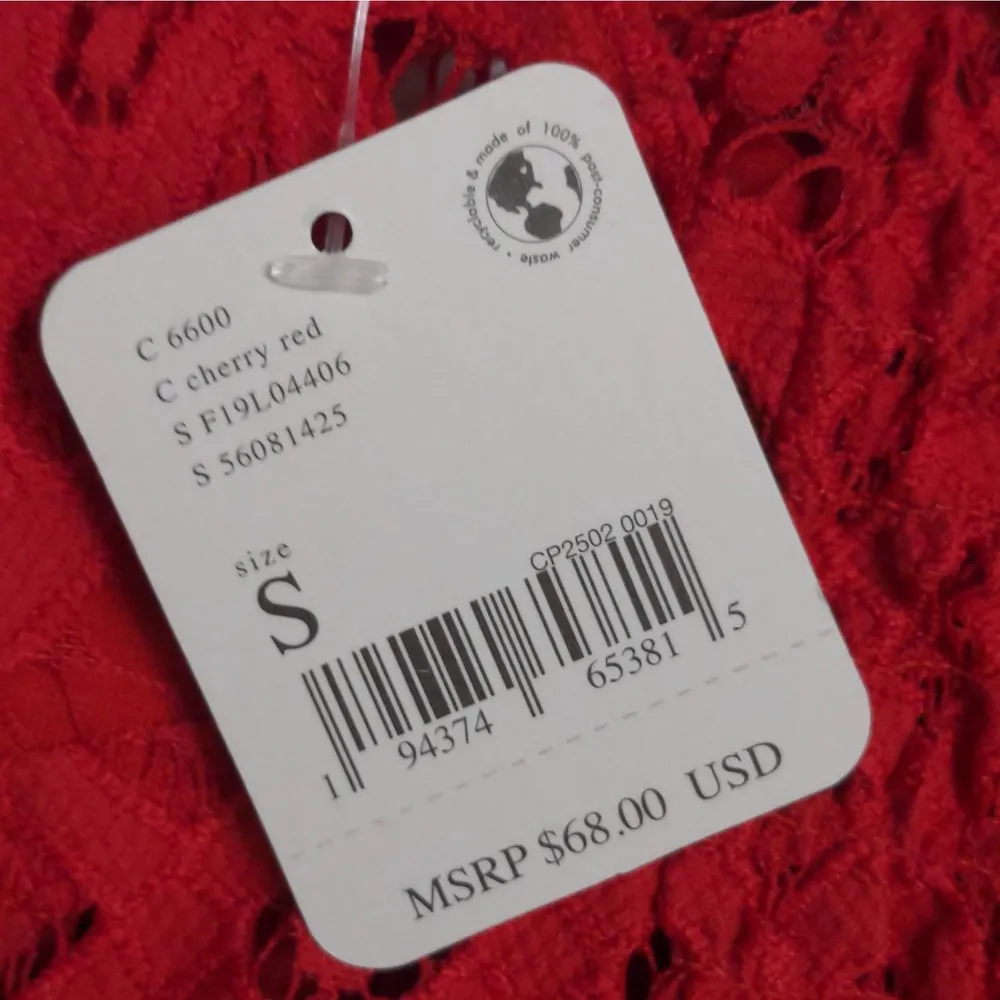 recyclable & made of 100% post-consumer waste •
C 6600
C cherry red
S F19L04406
S 56081425
size
S
CP2502 0019
1 94374 65381 5
MSRP $68.00 USD